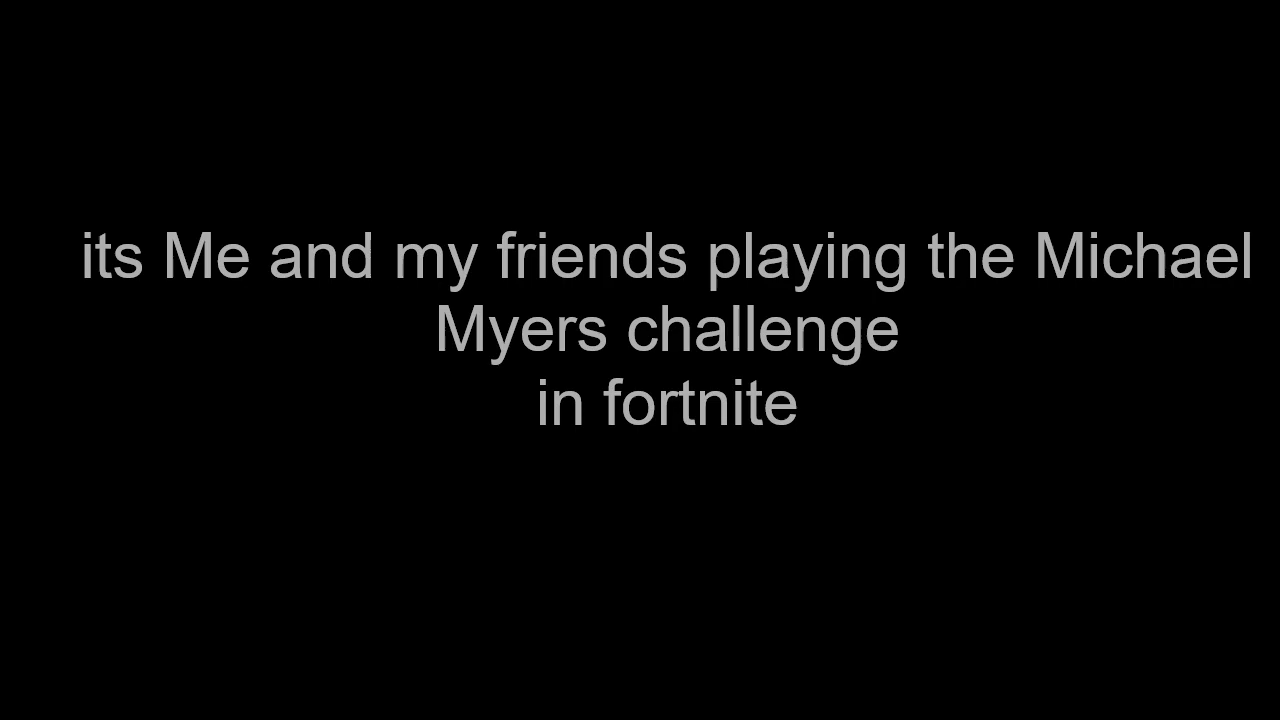 its Me and my friends playing the Michael
Myers challenge
in fortnite